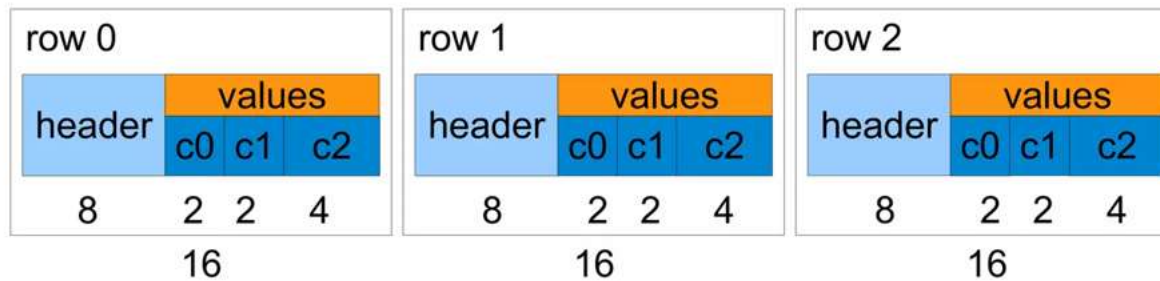 row 0 row 1 row 2
values values values
header header header
c0 c1 c2 c0 c1 c2 c0 c1 c2
8 2 2 4 8 2 2 4 8 2 2 4
16 16 16